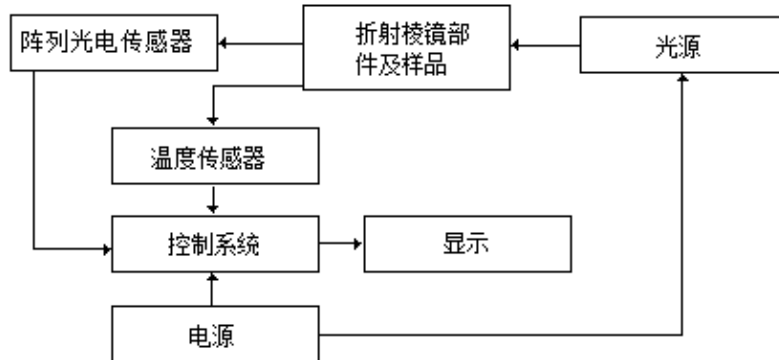 阵列光电传感器
折射棱镜部
件及样品
光源
温度传感器
控制系统
显示
电源